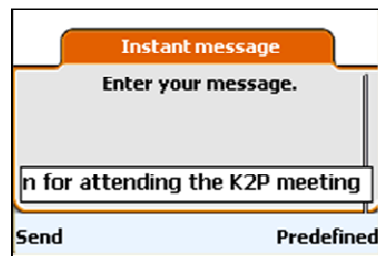 Instant message
Enter your message.
n for attending the K2P meeting
Send Predefined